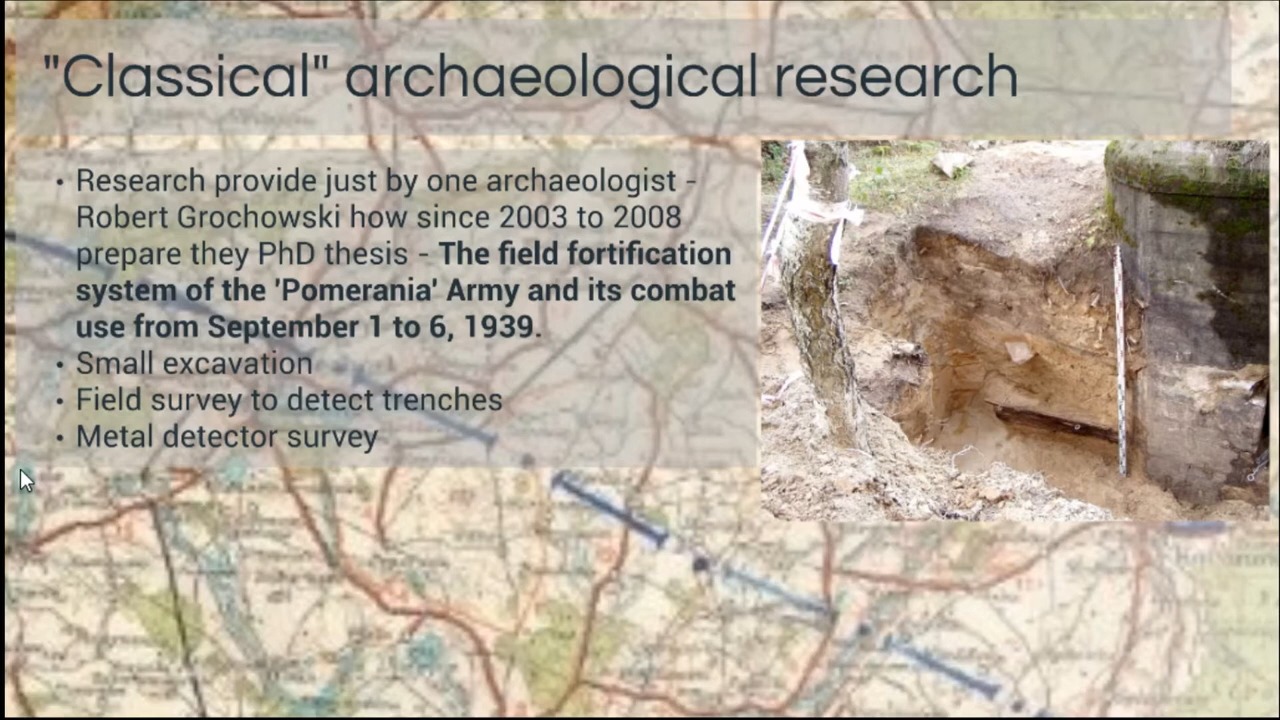 "Classical" archaeological research
• Research provide just by one archaeologist -
Robert Grochowski how since 2003 to 2008
prepare they PhD thesis - The field fortification
system of the 'Pomerania' Army and its combat
use from September 1 to 6, 1939.
• Small excavation
• Field survey to detect trenches
• Metal detector survey